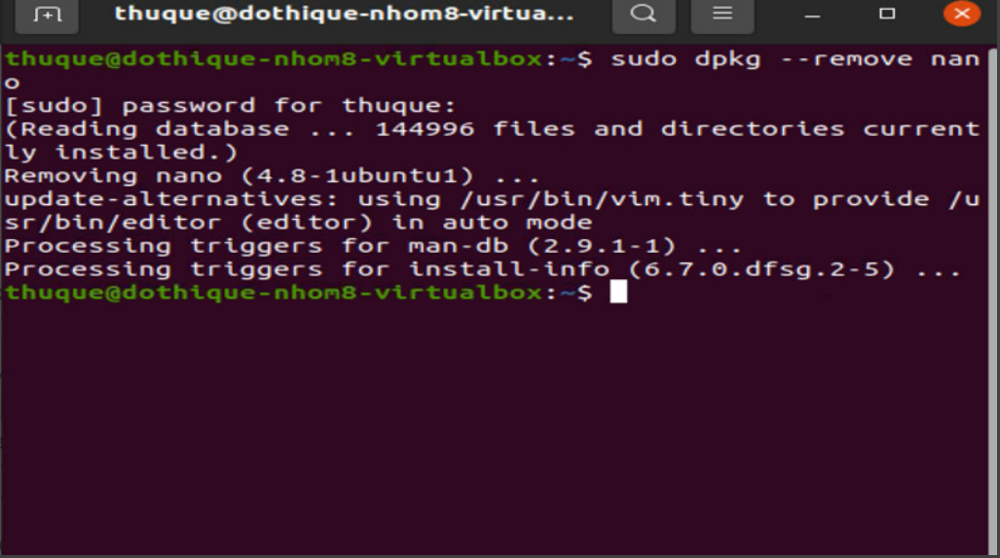 thuque@dothique-nhom8-virtua...
thuque@dothique-nhom8-virtualbox:~$ sudo dpkg --remove nan
o
[sudo] password for thuque:
(Reading database ... 144996 files and directories current
ly installed.)
Removing nano (4.8-1ubuntu1) ...
update-alternatives: using /usr/bin/vim.tiny to provide /u
sr/bin/editor (editor) in auto mode
Processing triggers for man-db (2.9.1-1) ...
Processing triggers for install-info (6.7.0.dfsg.2-5) ...
thuque@dothique-nhom8-virtualbox:~$